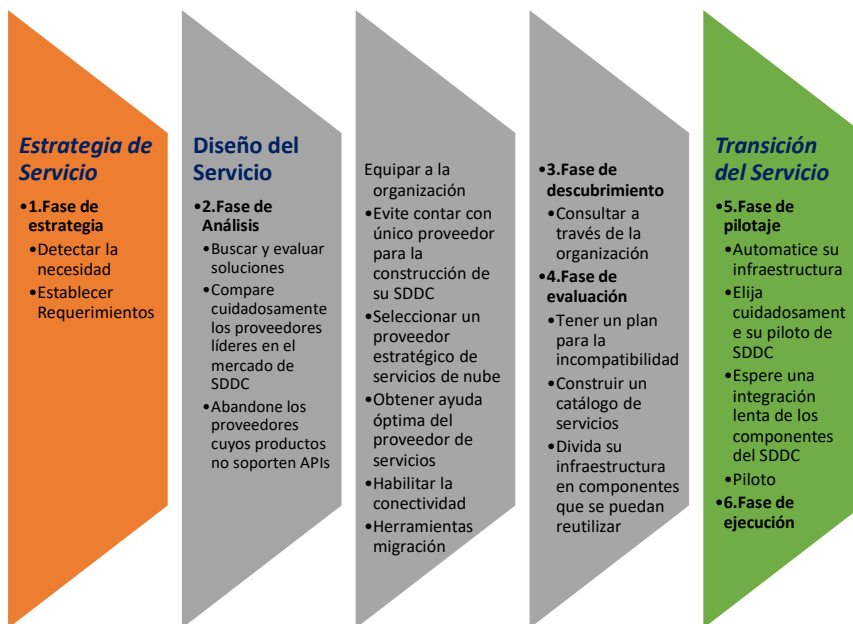 Estrategia de
Servicio
•1.Fase de
estrategia
•Detectar la
necesidad
•Establecer
Requerimientos
Diseño del
Servicio
•2.Fase de
Análisis
•Buscar y evaluar
soluciones
•Compare
cuidadosamente
los proveedores
líderes en el
mercado de
SDDC
•Abandone los
proveedores
cuyos productos
no soporten APIs
Equipar a la
organización
•Evite contar con
único proveedor
para la
construcción de
su SDDC
•Seleccionar un
proveedor
estratégico de
servicios de nube
•Obtener ayuda
óptima del
proveedor de
servicios
•Habilitar la
conectividad
•Herramientas
migración
•3.Fase de
descubrimiento
•Consultar a
través de la
organización
•4.Fase de
evaluación
•Tener un plan
para la
incompatibilidad
•Construir un
catálogo de
servicios
•Divida su
infraestructura
en componentes
que se puedan
reutilizar
Transición
del Servicio
•5.Fase de
pilotaje
•Automatice su
infraestructura
•Elija
cuidadosament
e su piloto de
SDDC
•Espere una
integración
lenta de los
componentes
del SDDC
•Piloto
•6.Fase de
ejecución